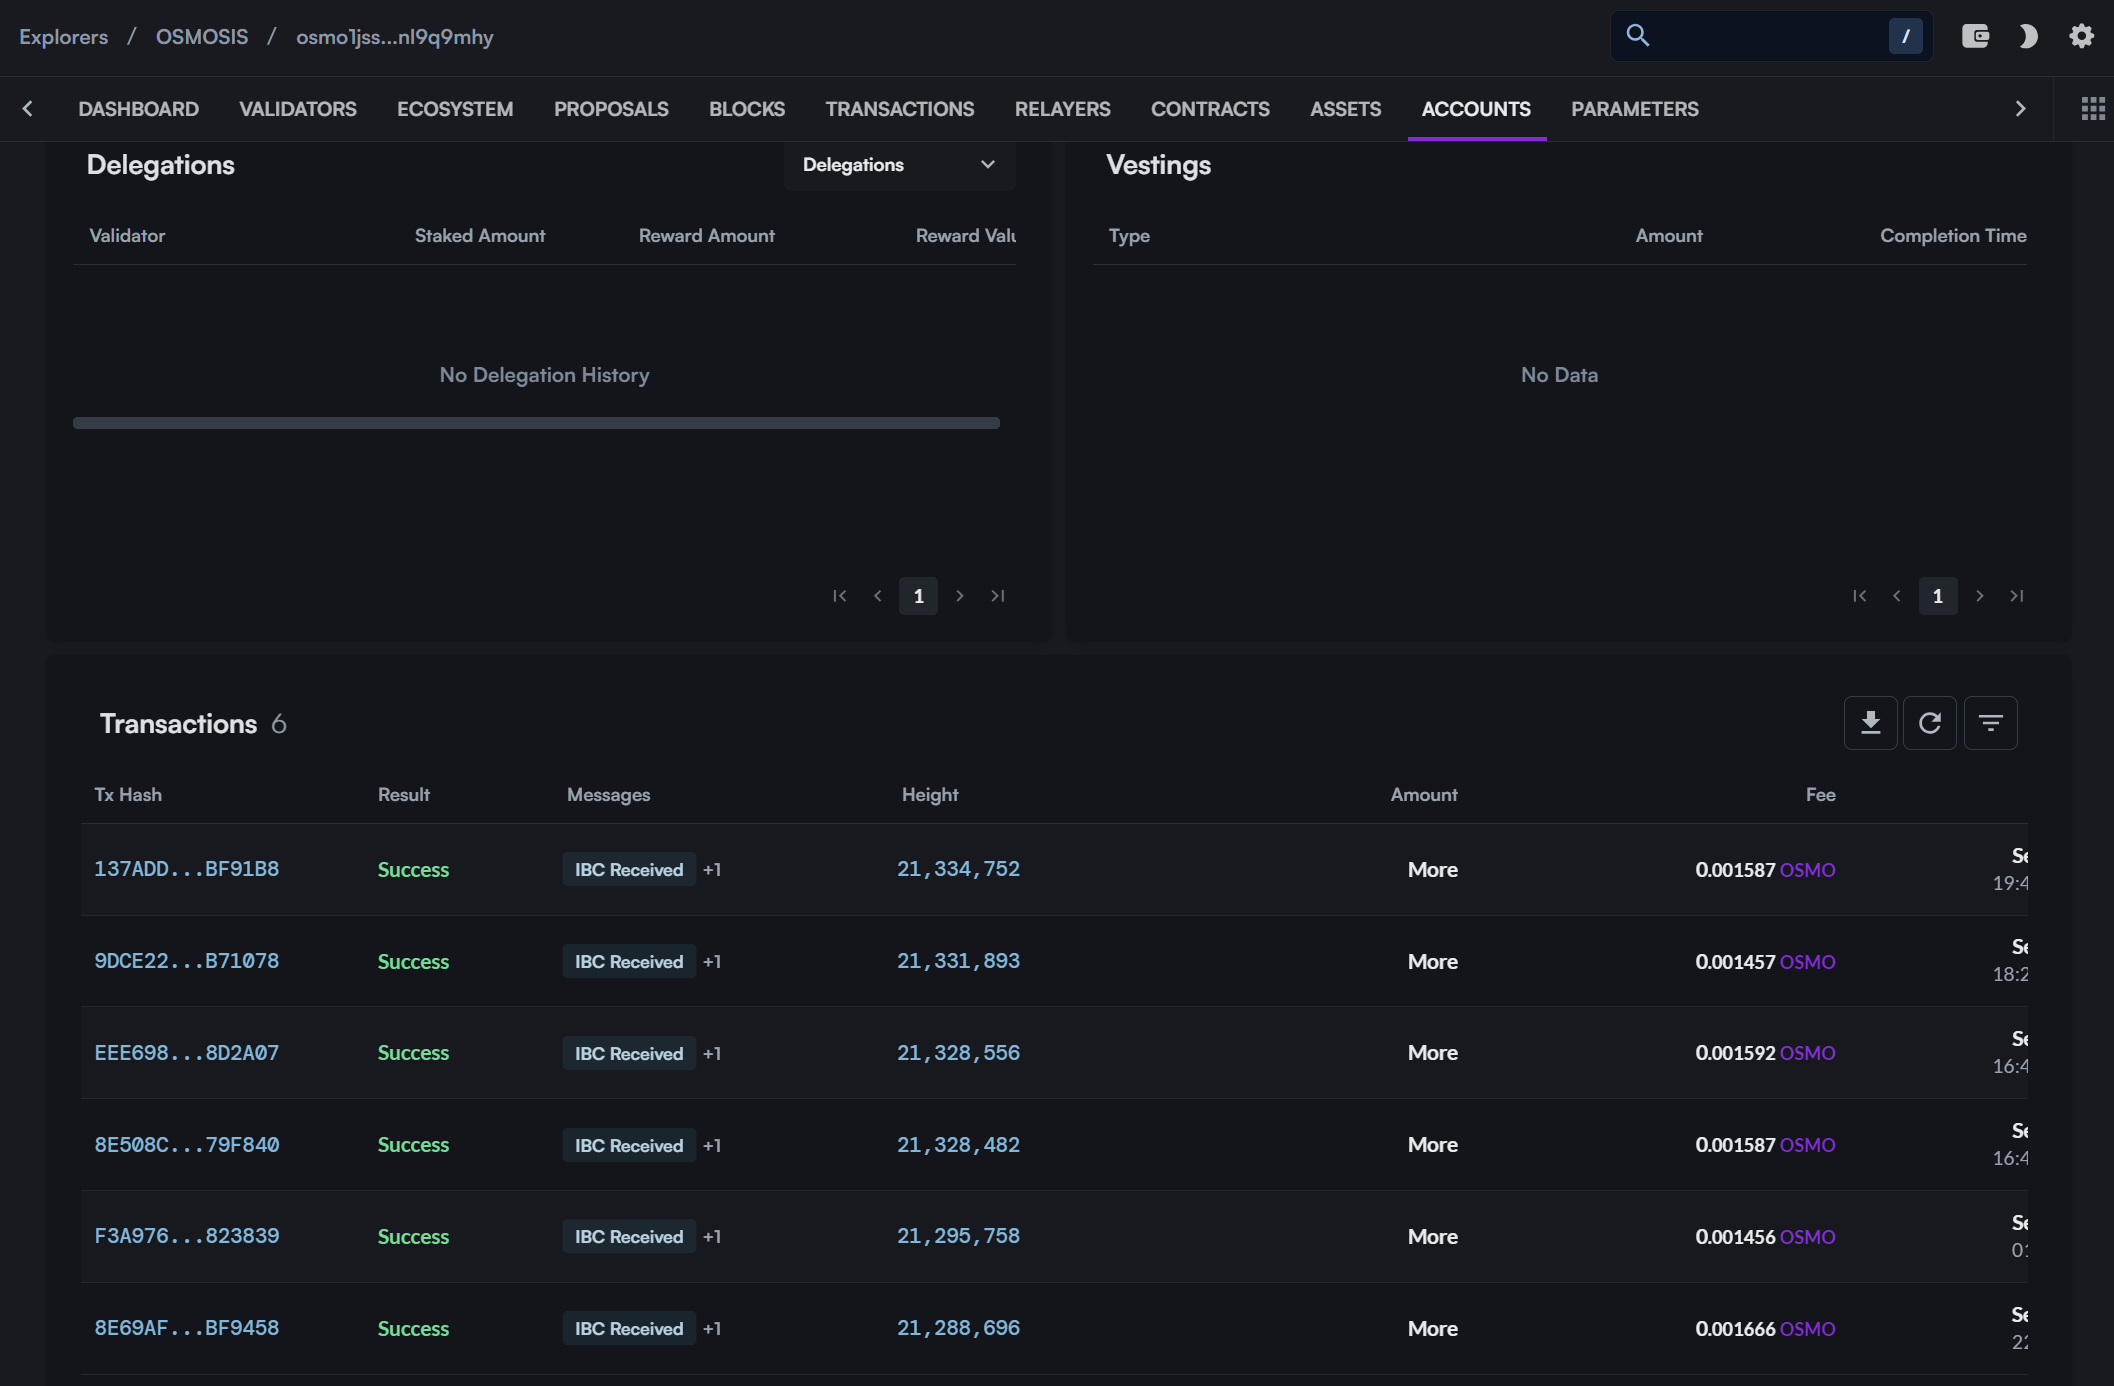 Explorers / OSMOSIS / osmo1jss...nl9q9mhy
/
DASHBOARD VALIDATORS ECOSYSTEM PROPOSALS BLOCKS TRANSACTIONS RELAYERS CONTRACTS ASSETS ACCOUNTS PARAMETERS
Delegations
Delegations
Validator Staked Amount Reward Amount Reward Valu
No Delegation History
1
Vestings
Type Amount Completion Time
No Data
1
Transactions 6
Tx Hash Result Messages Height Amount Fee
137ADD...BF91B8 Success IBC Received +1 21,334,752 More 0.001587 OSMO Se
19:4
9DCE22...B71078 Success IBC Received +1 21,331,893 More 0.001457 OSMO Se
18:2
EEE698...8D2A07 Success IBC Received +1 21,328,556 More 0.001592 OSMO Se
16:4
8E508C...79F840 Success IBC Received +1 21,328,482 More 0.001587 OSMO Se
16:4
F3A976...823839 Success IBC Received +1 21,295,758 More 0.001456 OSMO Se
01
8E69AF...BF9458 Success IBC Received +1 21,288,696 More 0.001666 OSMO Se
22